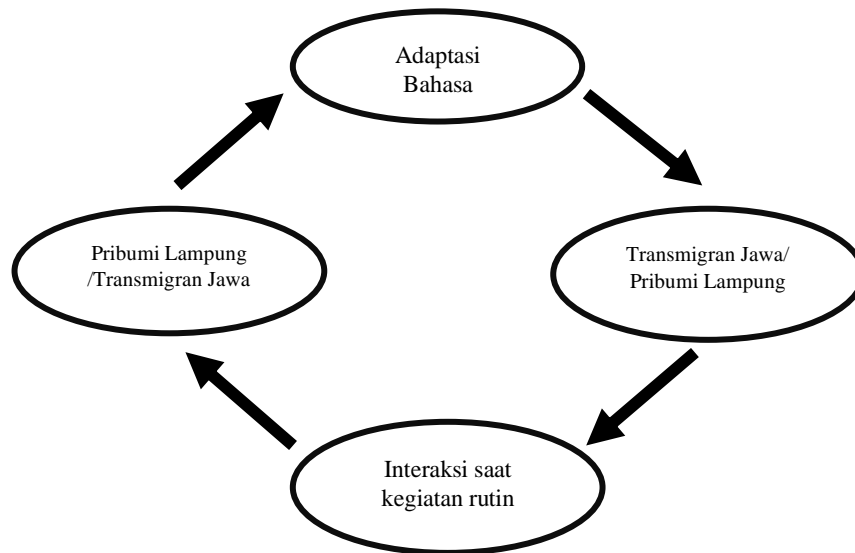 Adaptasi
Bahasa
Pribumi Lampung
/Transmigran Jawa
Transmigran Jawa/
Pribumi Lampung
Interaksi saat
kegiatan rutin